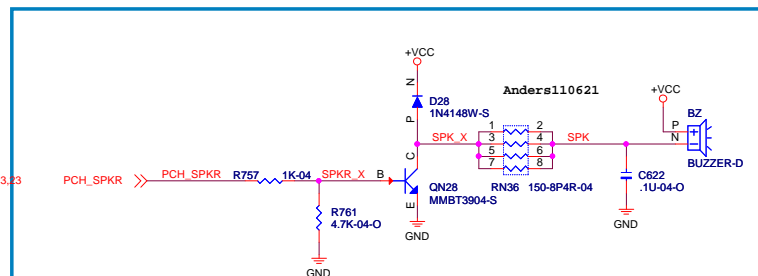 +VCC
N
D28
1N4148W-S
P
Anders110621
+VCC
P
BZ
N
BUZZER-D
SPK_X
1 2
3 4
5 6
7 8
SPK
RN36 150-8P4R-04
C622
.1U-04-O
GND
3,23
PCH_SPKR
PCH_SPKR
R757
1K-04
SPKR_X
B
C
E
QN28
MMBT3904-S
GND
R761
4.7K-04-O
GND